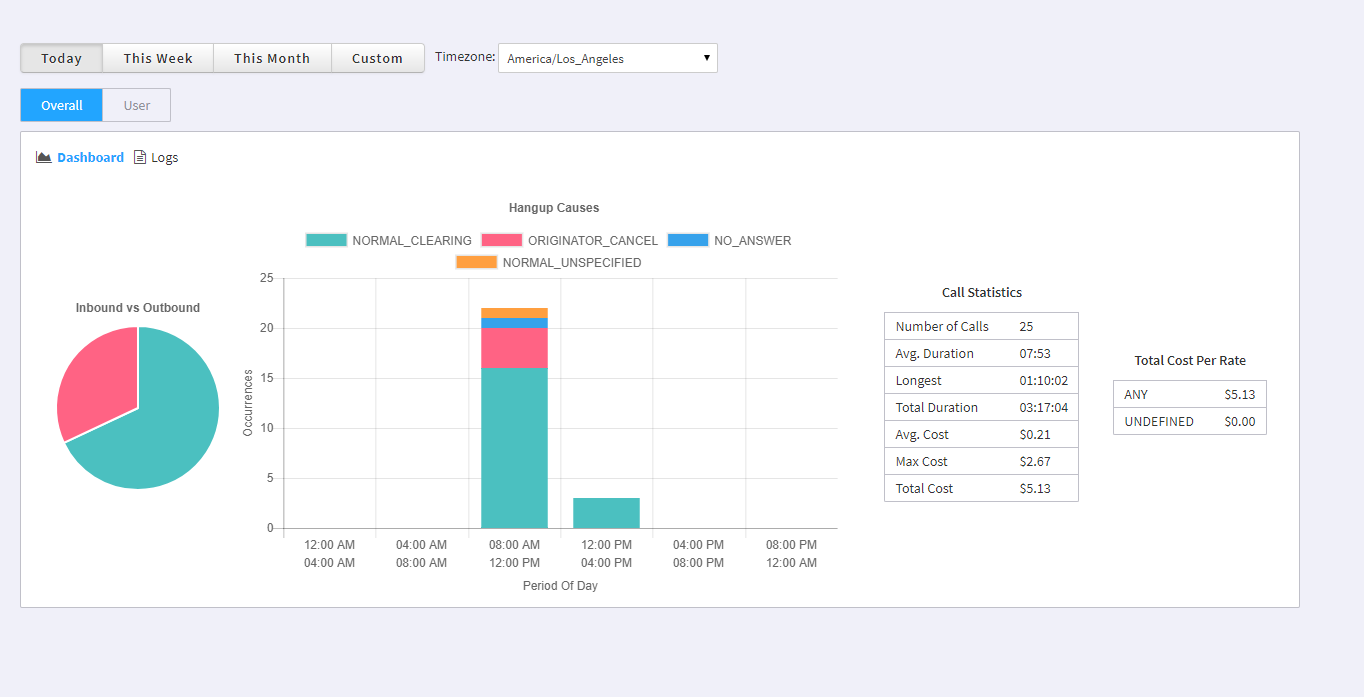 Today This Week This Month Custom Timezone: America/Los_Angeles
Overall User
Dashboard Logs
Inbound vs Outbound
Hangup Causes
NORMAL_CLEARING ORIGINATOR_CANCEL NO_ANSWER
NORMAL_UNSPECIFIED
Occurrences
25
20
15
10
5
0
12:00 AM 04:00 AM 08:00 AM 12:00 PM 04:00 PM 08:00 PM
04:00 AM 08:00 AM 12:00 PM 04:00 PM 08:00 PM 12:00 AM
Period Of Day
Call Statistics
Number of Calls 25
Avg. Duration 07:53
Longest 01:10:02
Total Duration 03:17:04
Avg. Cost $0.21
Max Cost $2.67
Total Cost $5.13
Total Cost Per Rate
ANY $5.13
UNDEFINED $0.00